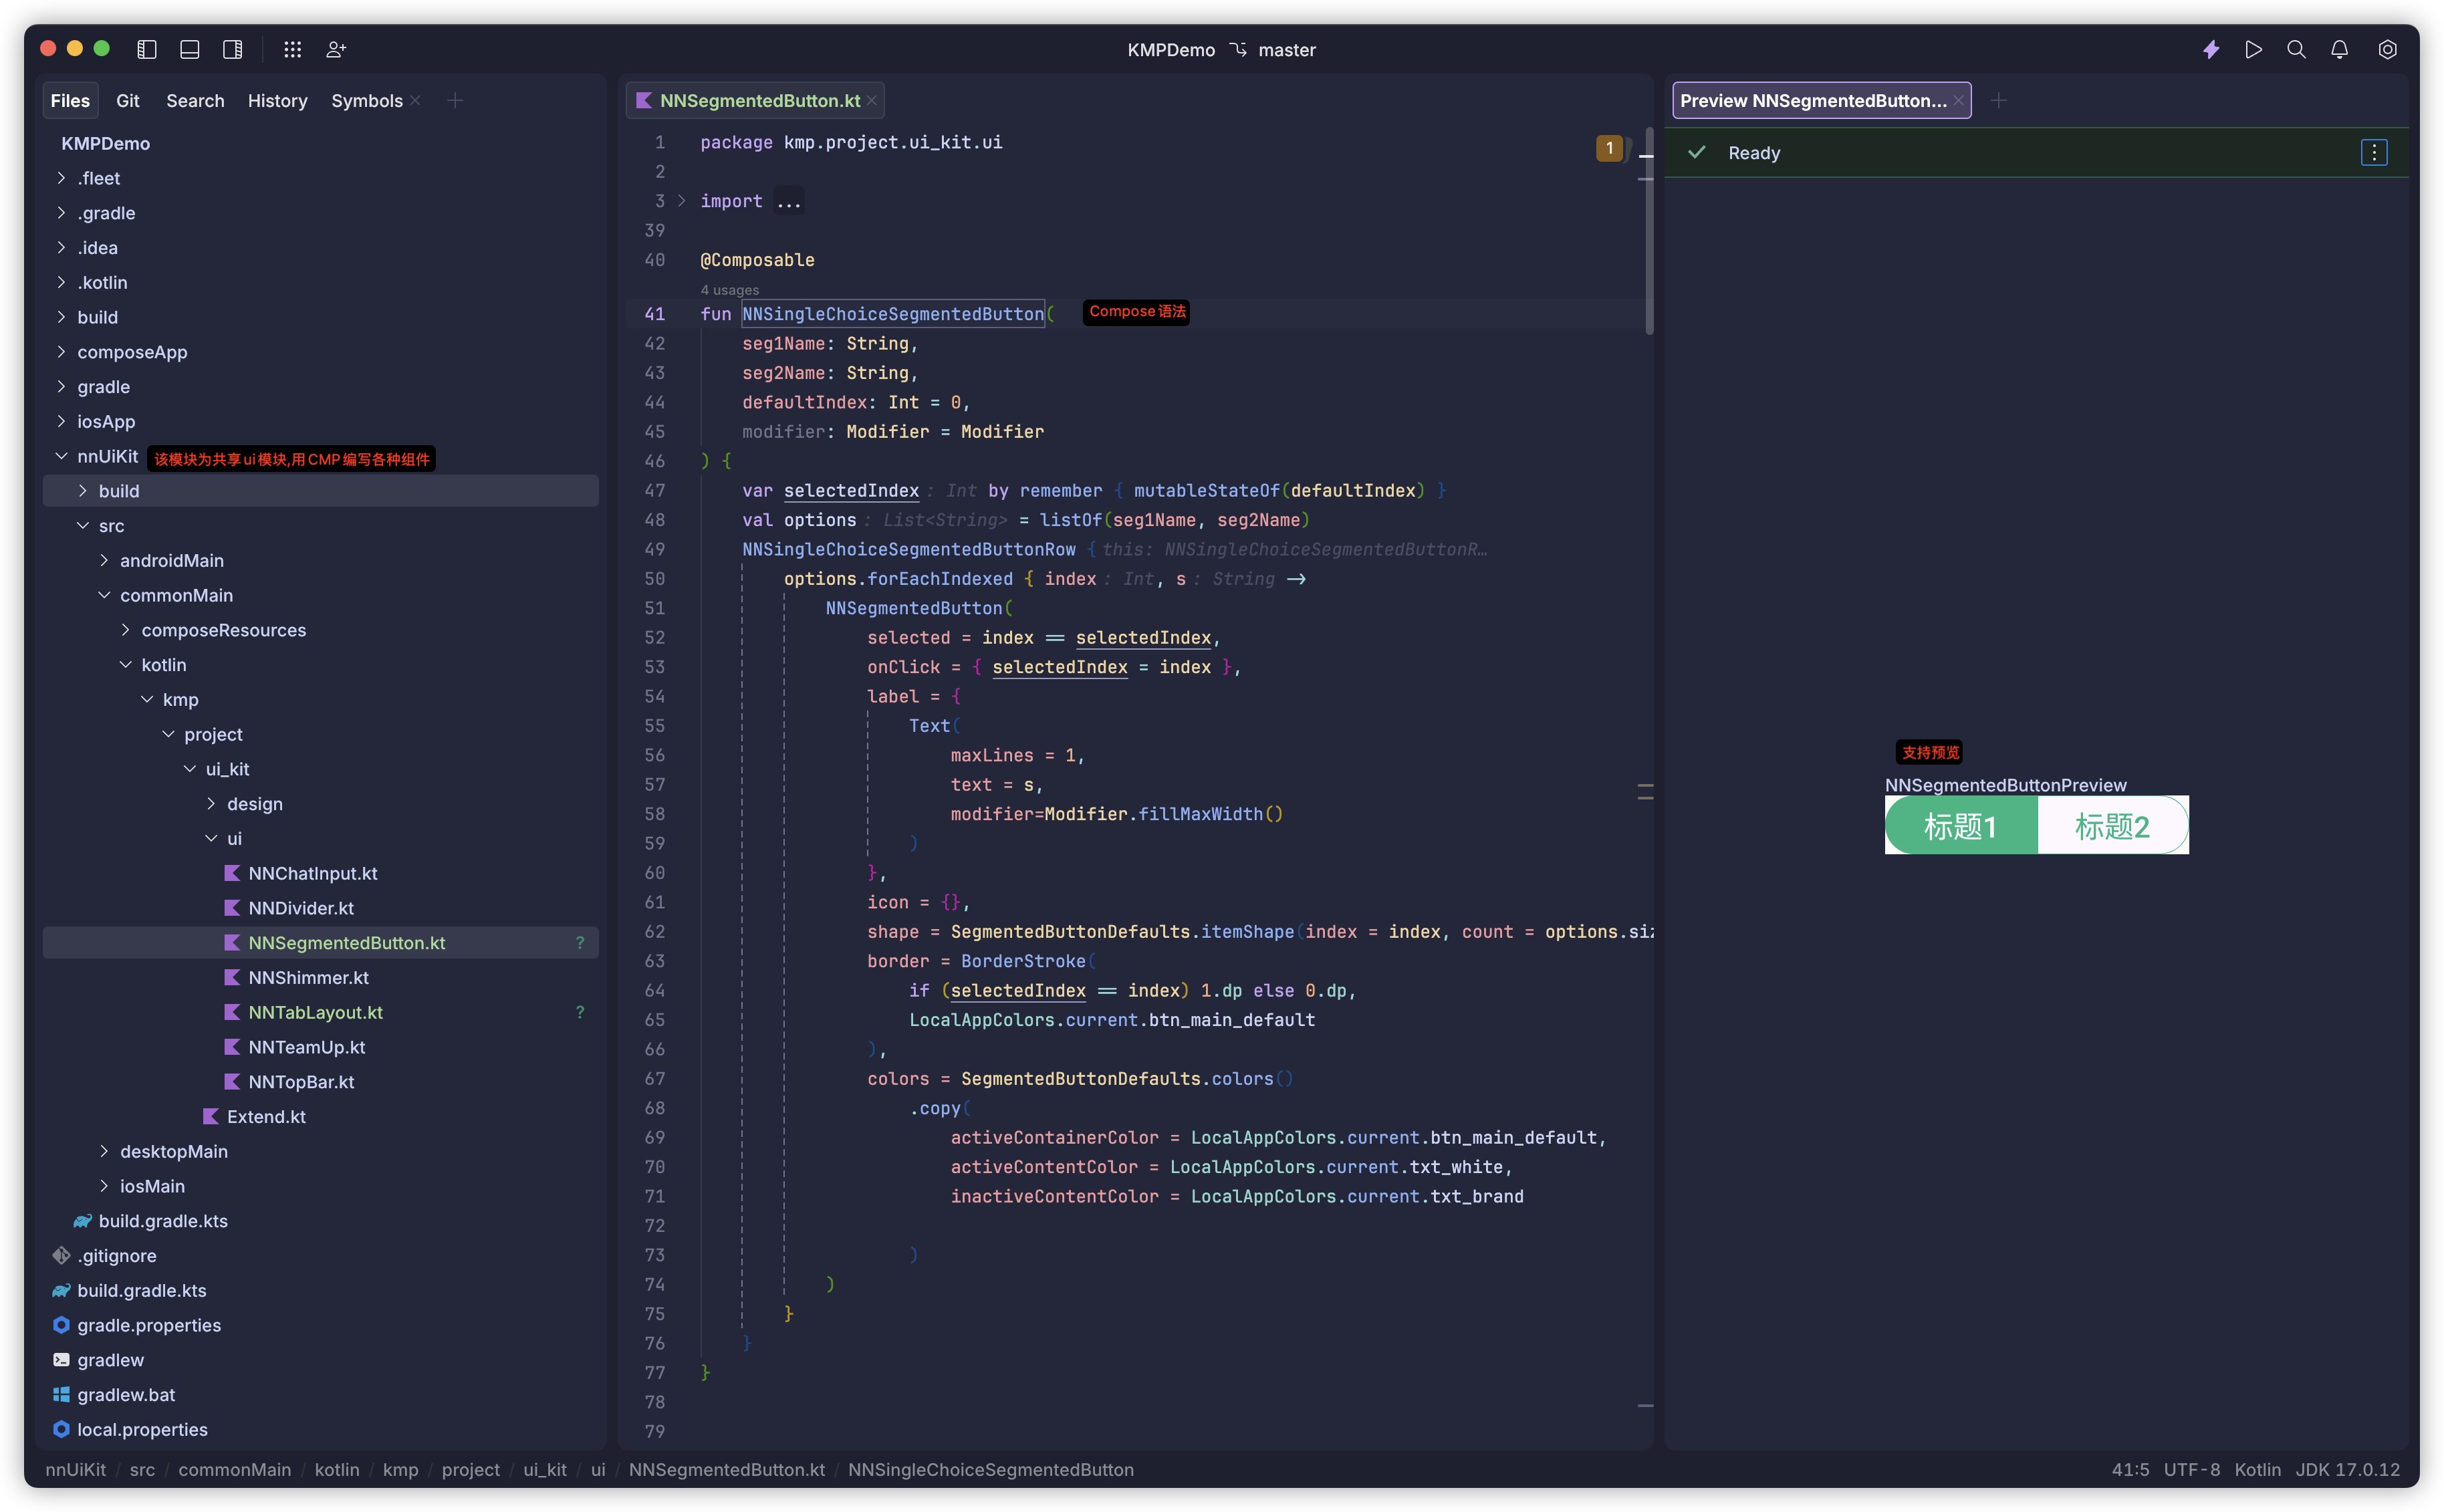 KMPDemo master
Files Git Search History Symbols
KMPDemo
.fleet
.gradle
.idea
.kotlin
build
composeApp
gradle
iosApp
nnUiKit 该模块为共享ui模块,用CMP编写各种组件
build
src
androidMain
commonMain
composeResources
kotlin
kmp
project
ui_kit
design
ui
NNChatInput.kt
NNDivider.kt
NNSegmentedButton.kt ?
NNShimmer.kt
NNTabLayout.kt ?
NNTeamUp.kt
NNTopBar.kt
Extend.kt
desktopMain
iosMain
build.gradle.kts
.gitignore
build.gradle.kts
gradle.properties
gradlew
gradlew.bat
local.properties
NNSegmentedButton.kt
1 package kmp.project.ui_kit.ui
1
2
3 import ...
39
40 @Composable
4 usages
41 fun NNSingleChoiceSegmentedButton( Compose语法
42 seg1Name: String,
43 seg2Name: String,
44 defaultIndex: Int = 0,
45 modifier: Modifier = Modifier
46 ) {
47 var selectedIndex : Int by remember { mutableStateOf(defaultIndex) }
48 val options : List<String> = listOf(seg1Name, seg2Name)
49 NNSingleChoiceSegmentedButtonRow { this: NNSingleChoiceSegmentedButtonR…
50 options.forEachIndexed { index : Int, s : String ->
51 NNSegmentedButton(
52 selected = index == selectedIndex,
53 onClick = { selectedIndex = index },
54 label = {
55 Text(
56 maxLines = 1,
57 text = s,
58 modifier=Modifier.fillMaxWidth()
59 )
60 },
61 icon = {},
62 shape = SegmentedButtonDefaults.itemShape(index = index, count = options.siz
63 border = BorderStroke(
64 if (selectedIndex == index) 1.dp else 0.dp,
65 LocalAppColors.current.btn_main_default
66 ),
67 colors = SegmentedButtonDefaults.colors()
68 .copy(
69 activeContainerColor = LocalAppColors.current.btn_main_default,
70 activeContentColor = LocalAppColors.current.txt_white,
71 inactiveContentColor = LocalAppColors.current.txt_brand
72
73 )
74 )
75 }
76 }
77 }
78
79
Preview NNSegmentedButton...
Ready
支持预览
NNSegmentedButtonPreview
标题1 标题2
nnUiKit / src / commonMain / kotlin / kmp / project / ui_kit / ui / NNSegmentedButton.kt / NNSingleChoiceSegmentedButton
41:5 UTF-8 Kotlin JDK 17.0.12